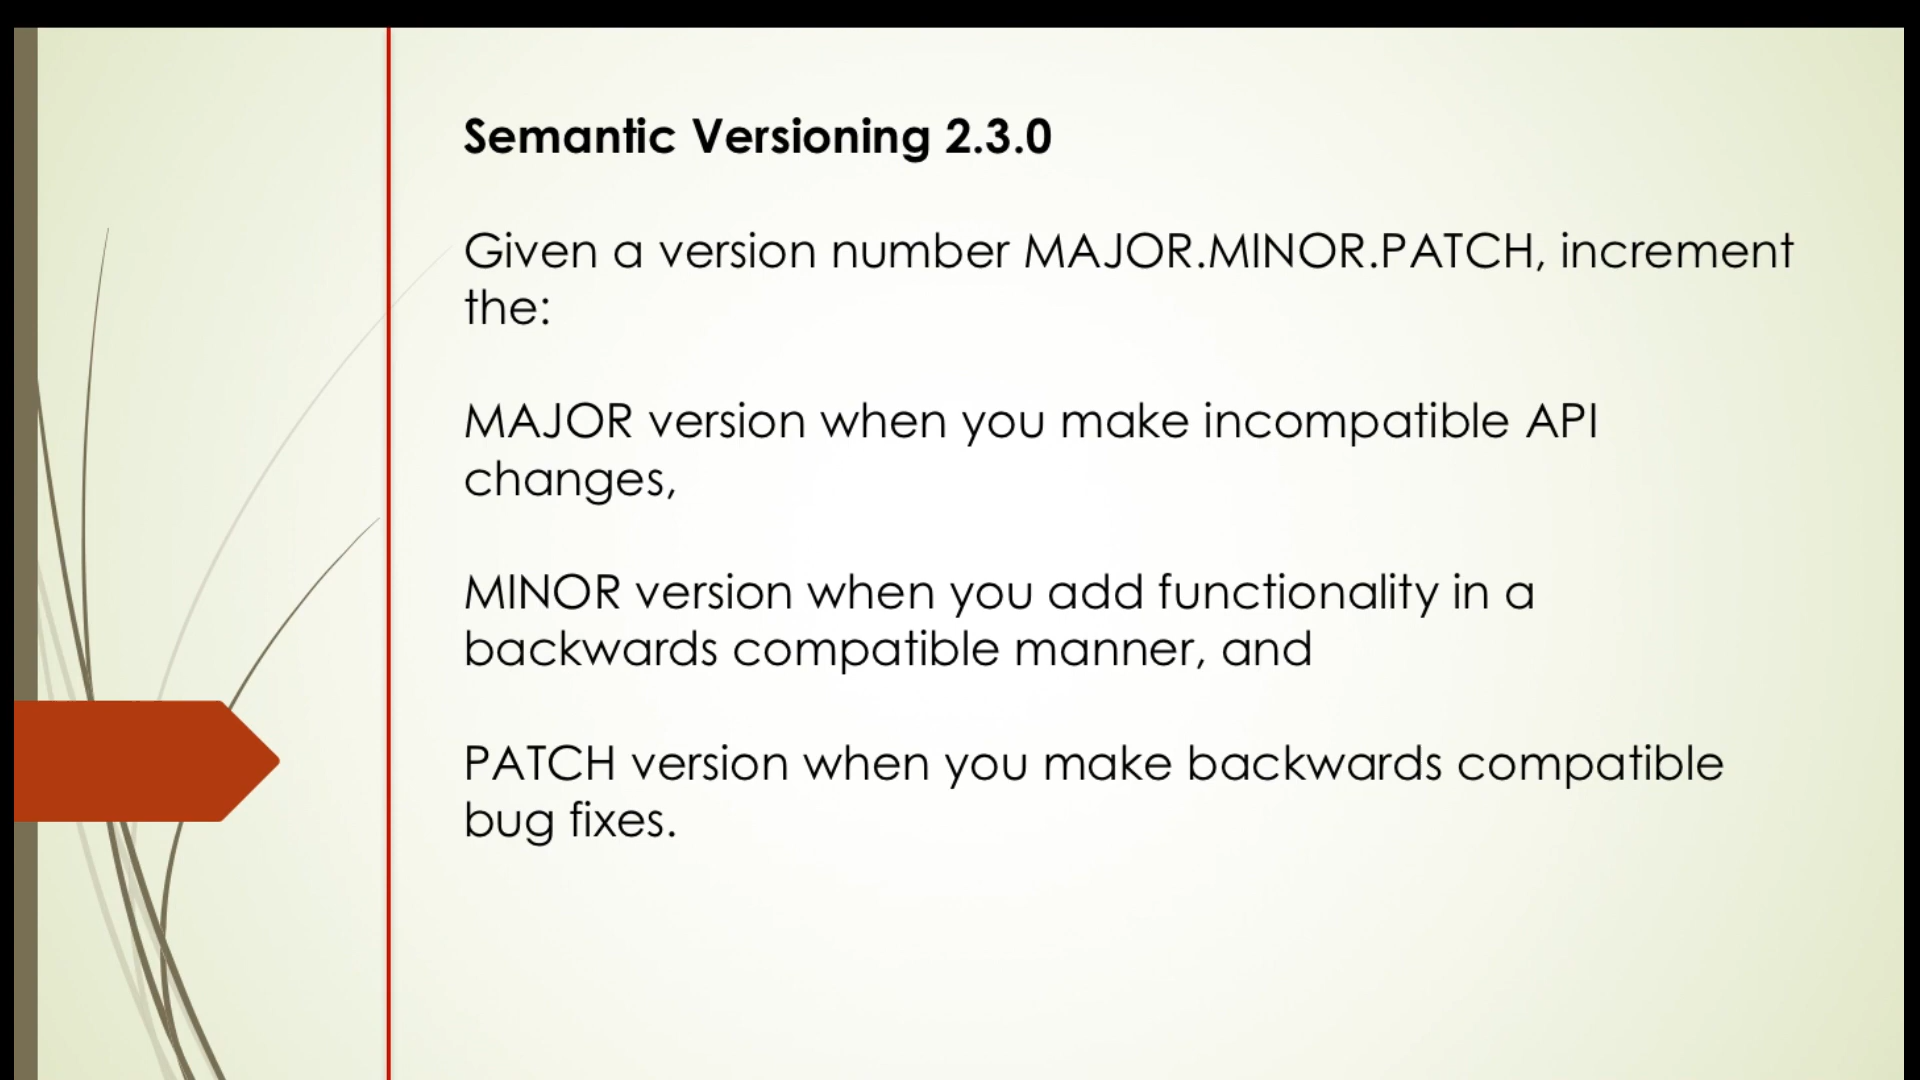 Semantic Versioning 2.3.0
Given a version number MAJOR.MINOR.PATCH, increment
the:
MAJOR version when you make incompatible API
changes,
MINOR version when you add functionality in a
backwards compatible manner, and
PATCH version when you make backwards compatible
bug fixes.